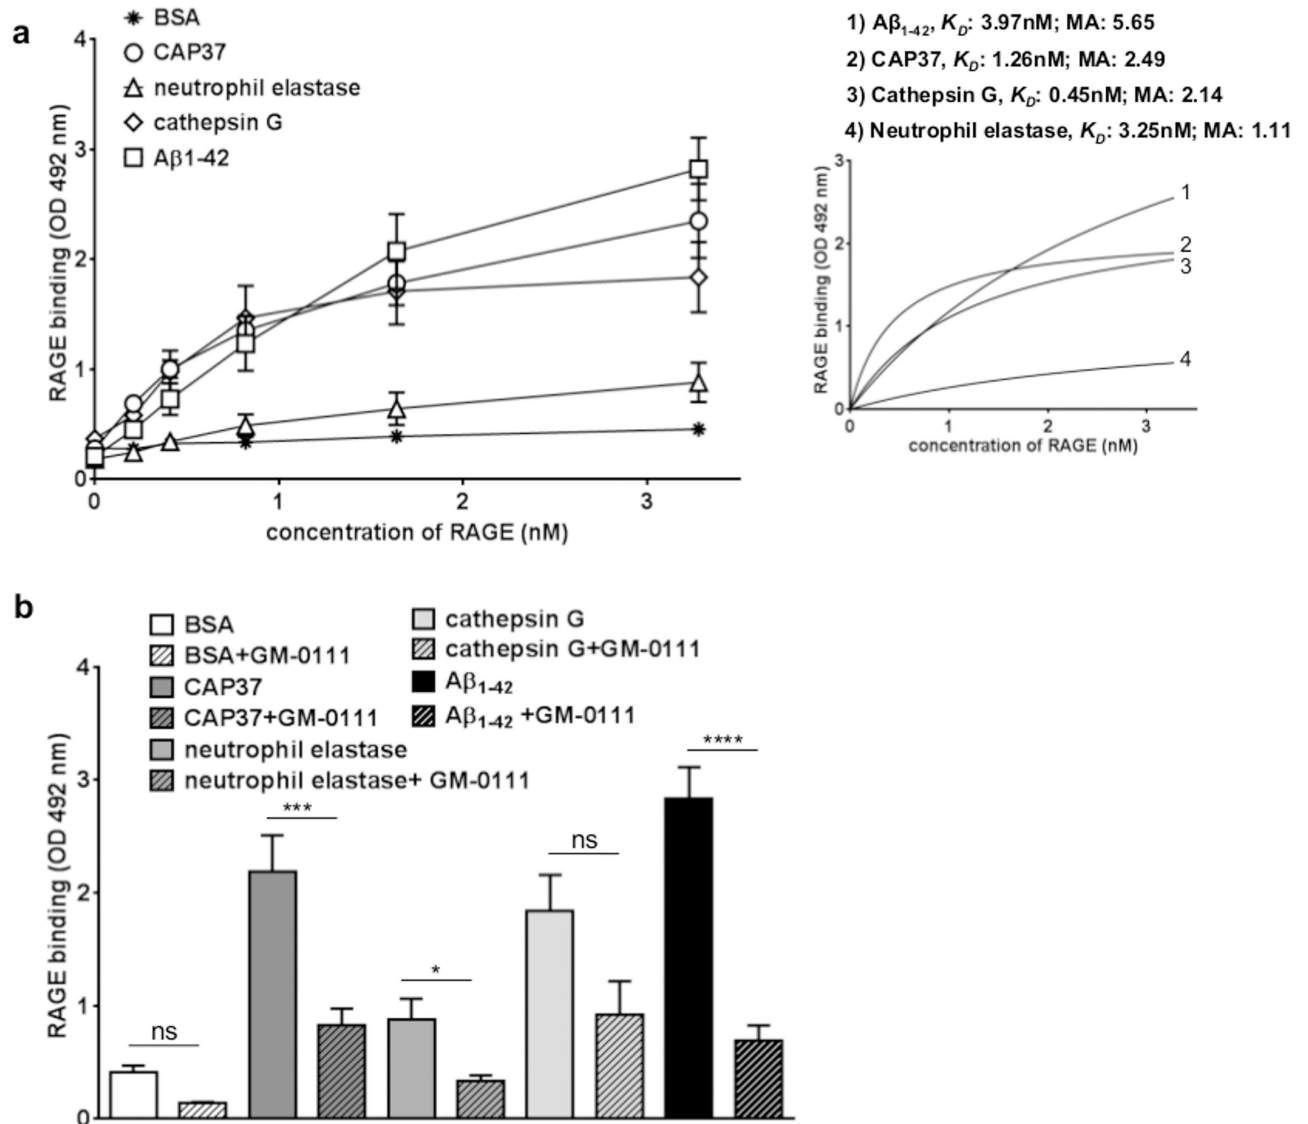 a
BSA
CAP37
neutrophil elastase
cathepsin G
Aβ1-42
4
3
2
1
0
RAGE binding (OD 492 nm)
0 1 2 3
concentration of RAGE (nM)
1) Aβ1-42, KD: 3.97nM; MA: 5.65
2) CAP37, KD: 1.26nM; MA: 2.49
3) Cathepsin G, KD: 0.45nM; MA: 2.14
4) Neutrophil elastase, KD: 3.25nM; MA: 1.11
3
2
1
0
RAGE binding (OD 492 nm)
1
2
3
4
0 1 2 3
concentration of RAGE (nM)
b
BSA
BSA+GM-0111
CAP37
CAP37+GM-0111
neutrophil elastase
neutrophil elastase+ GM-0111
cathepsin G
cathepsin G+GM-0111
Aβ1-42
Aβ1-42 +GM-0111
4
3
2
1
0
RAGE binding (OD 492 nm)
ns
***
*
ns
****